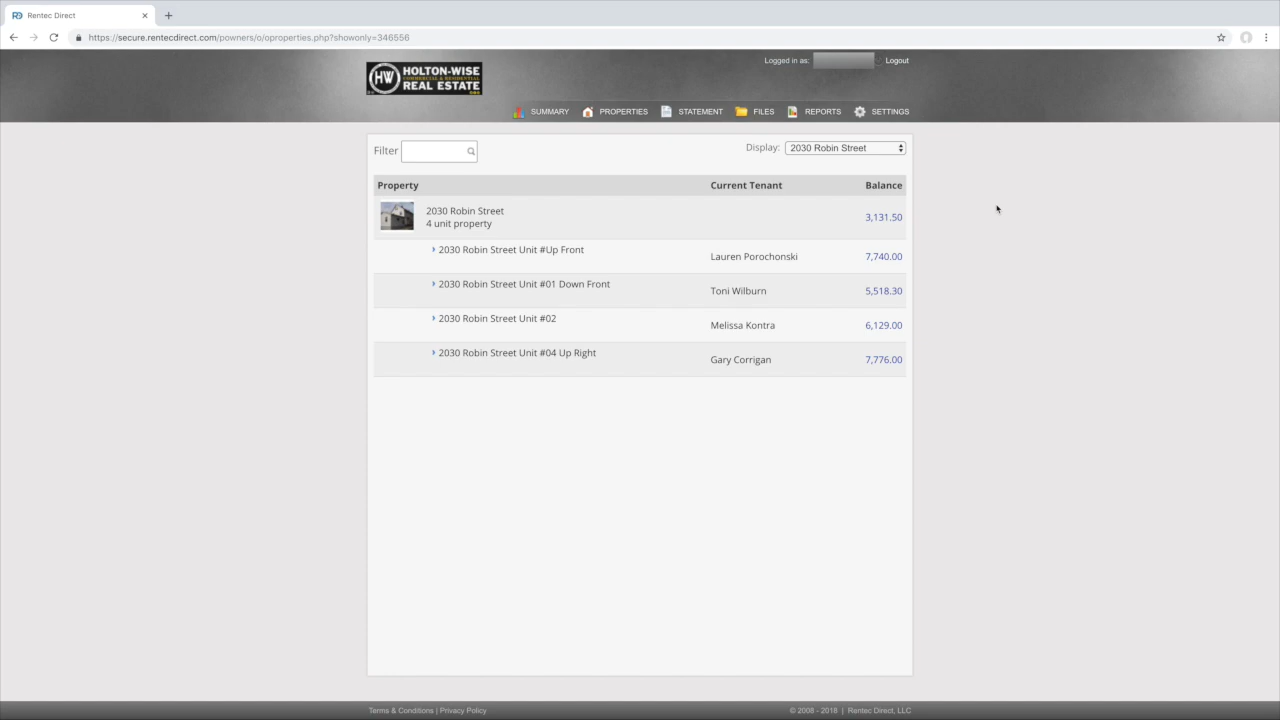 Rentec Direct
https://secure.rentecdirect.com/powners/o/oproperties.php?showonly=346556
Logged in as: Logout
HW HOLTON-WISE
COMMERCIAL & RESIDENTIAL
REAL ESTATE
SUMMARY PROPERTIES STATEMENT FILES REPORTS SETTINGS
Filter
Display: 2030 Robin Street
Property Current Tenant Balance
2030 Robin Street
4 unit property
3,131.50
2030 Robin Street Unit #Up Front Lauren Porochonski 7,740.00
2030 Robin Street Unit #01 Down Front Toni Wilburn 5,518.30
2030 Robin Street Unit #02 Melissa Kontra 6,129.00
2030 Robin Street Unit #04 Up Right Gary Corrigan 7,776.00
Terms & Conditions | Privacy Policy
© 2008 - 2018 | Rentec Direct, LLC